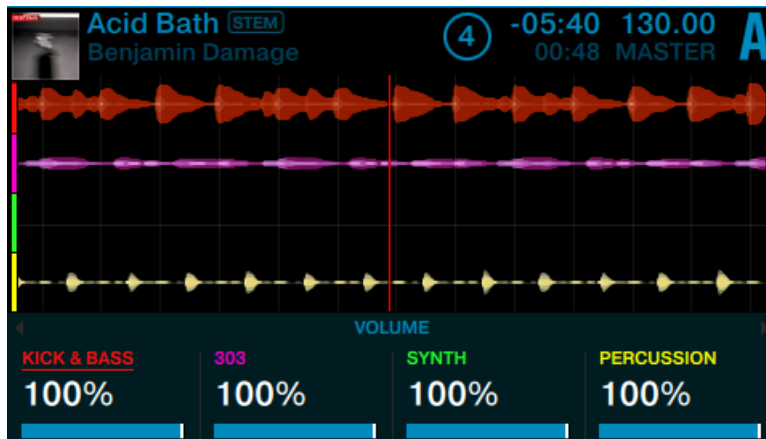 Acid Bath STEM
Benjamin Damage
4
-05:40 130.00
00:48 MASTER
A
VOLUME
KICK & BASS 303 SYNTH PERCUSSION
100% 100% 100% 100%